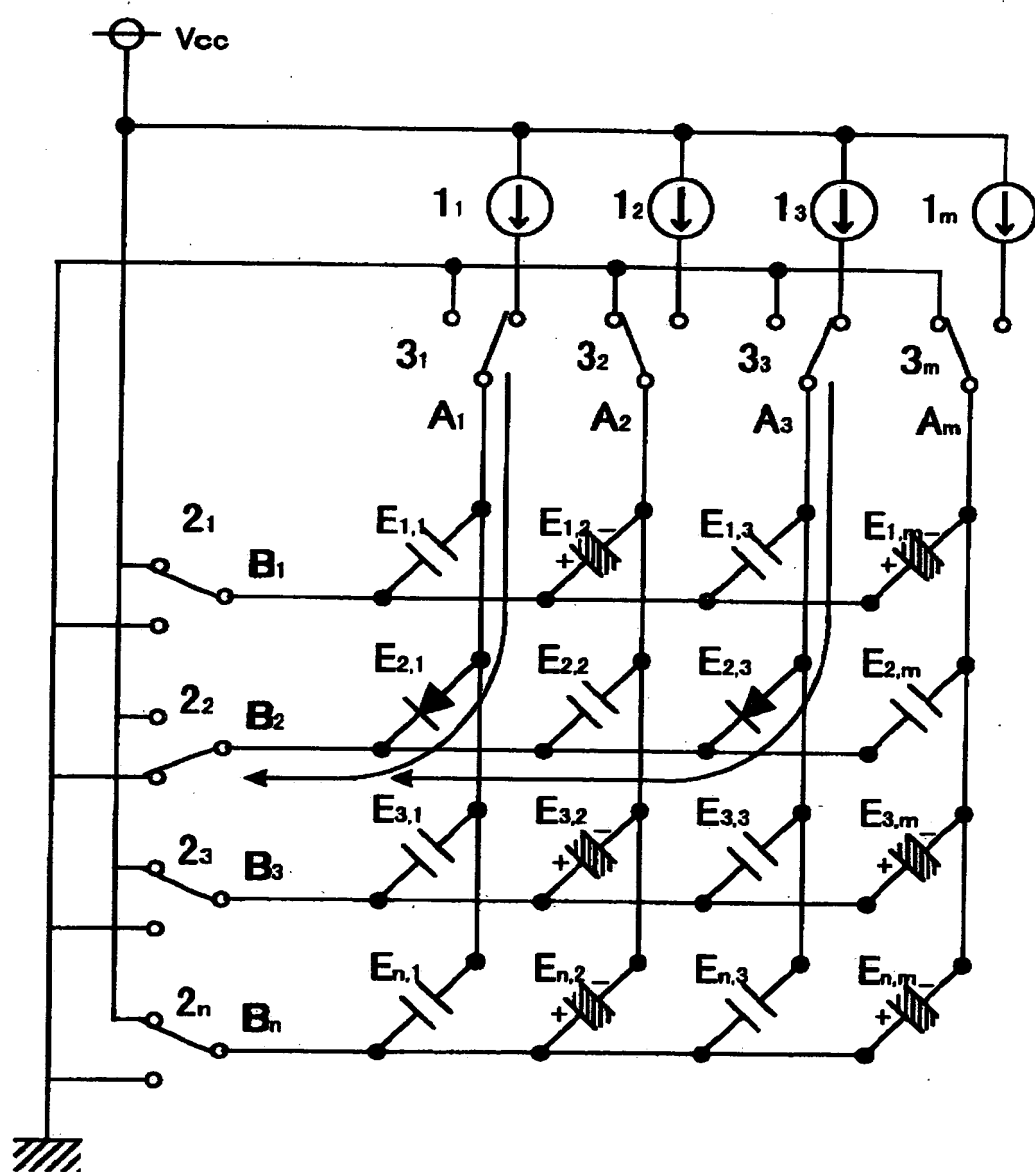 Vcc
1₁ 1₂ 1₃ 1ₘ
3₁ 3₂ 3₃ 3ₘ
A₁ A₂ A₃ Aₘ
2₁ B₁ E₁,₁ E₁,₂ E₁,₃ E₁,ₘ
+ − + −
2₂ B₂ E₂,₁ E₂,₂ E₂,₃ E₂,ₘ
2₃ B₃ E₃,₁ E₃,₂ E₃,₃ E₃,ₘ
+ − + −
2ₙ Bₙ Eₙ,₁ Eₙ,₂ Eₙ,₃ Eₙ,ₘ
+ − + −